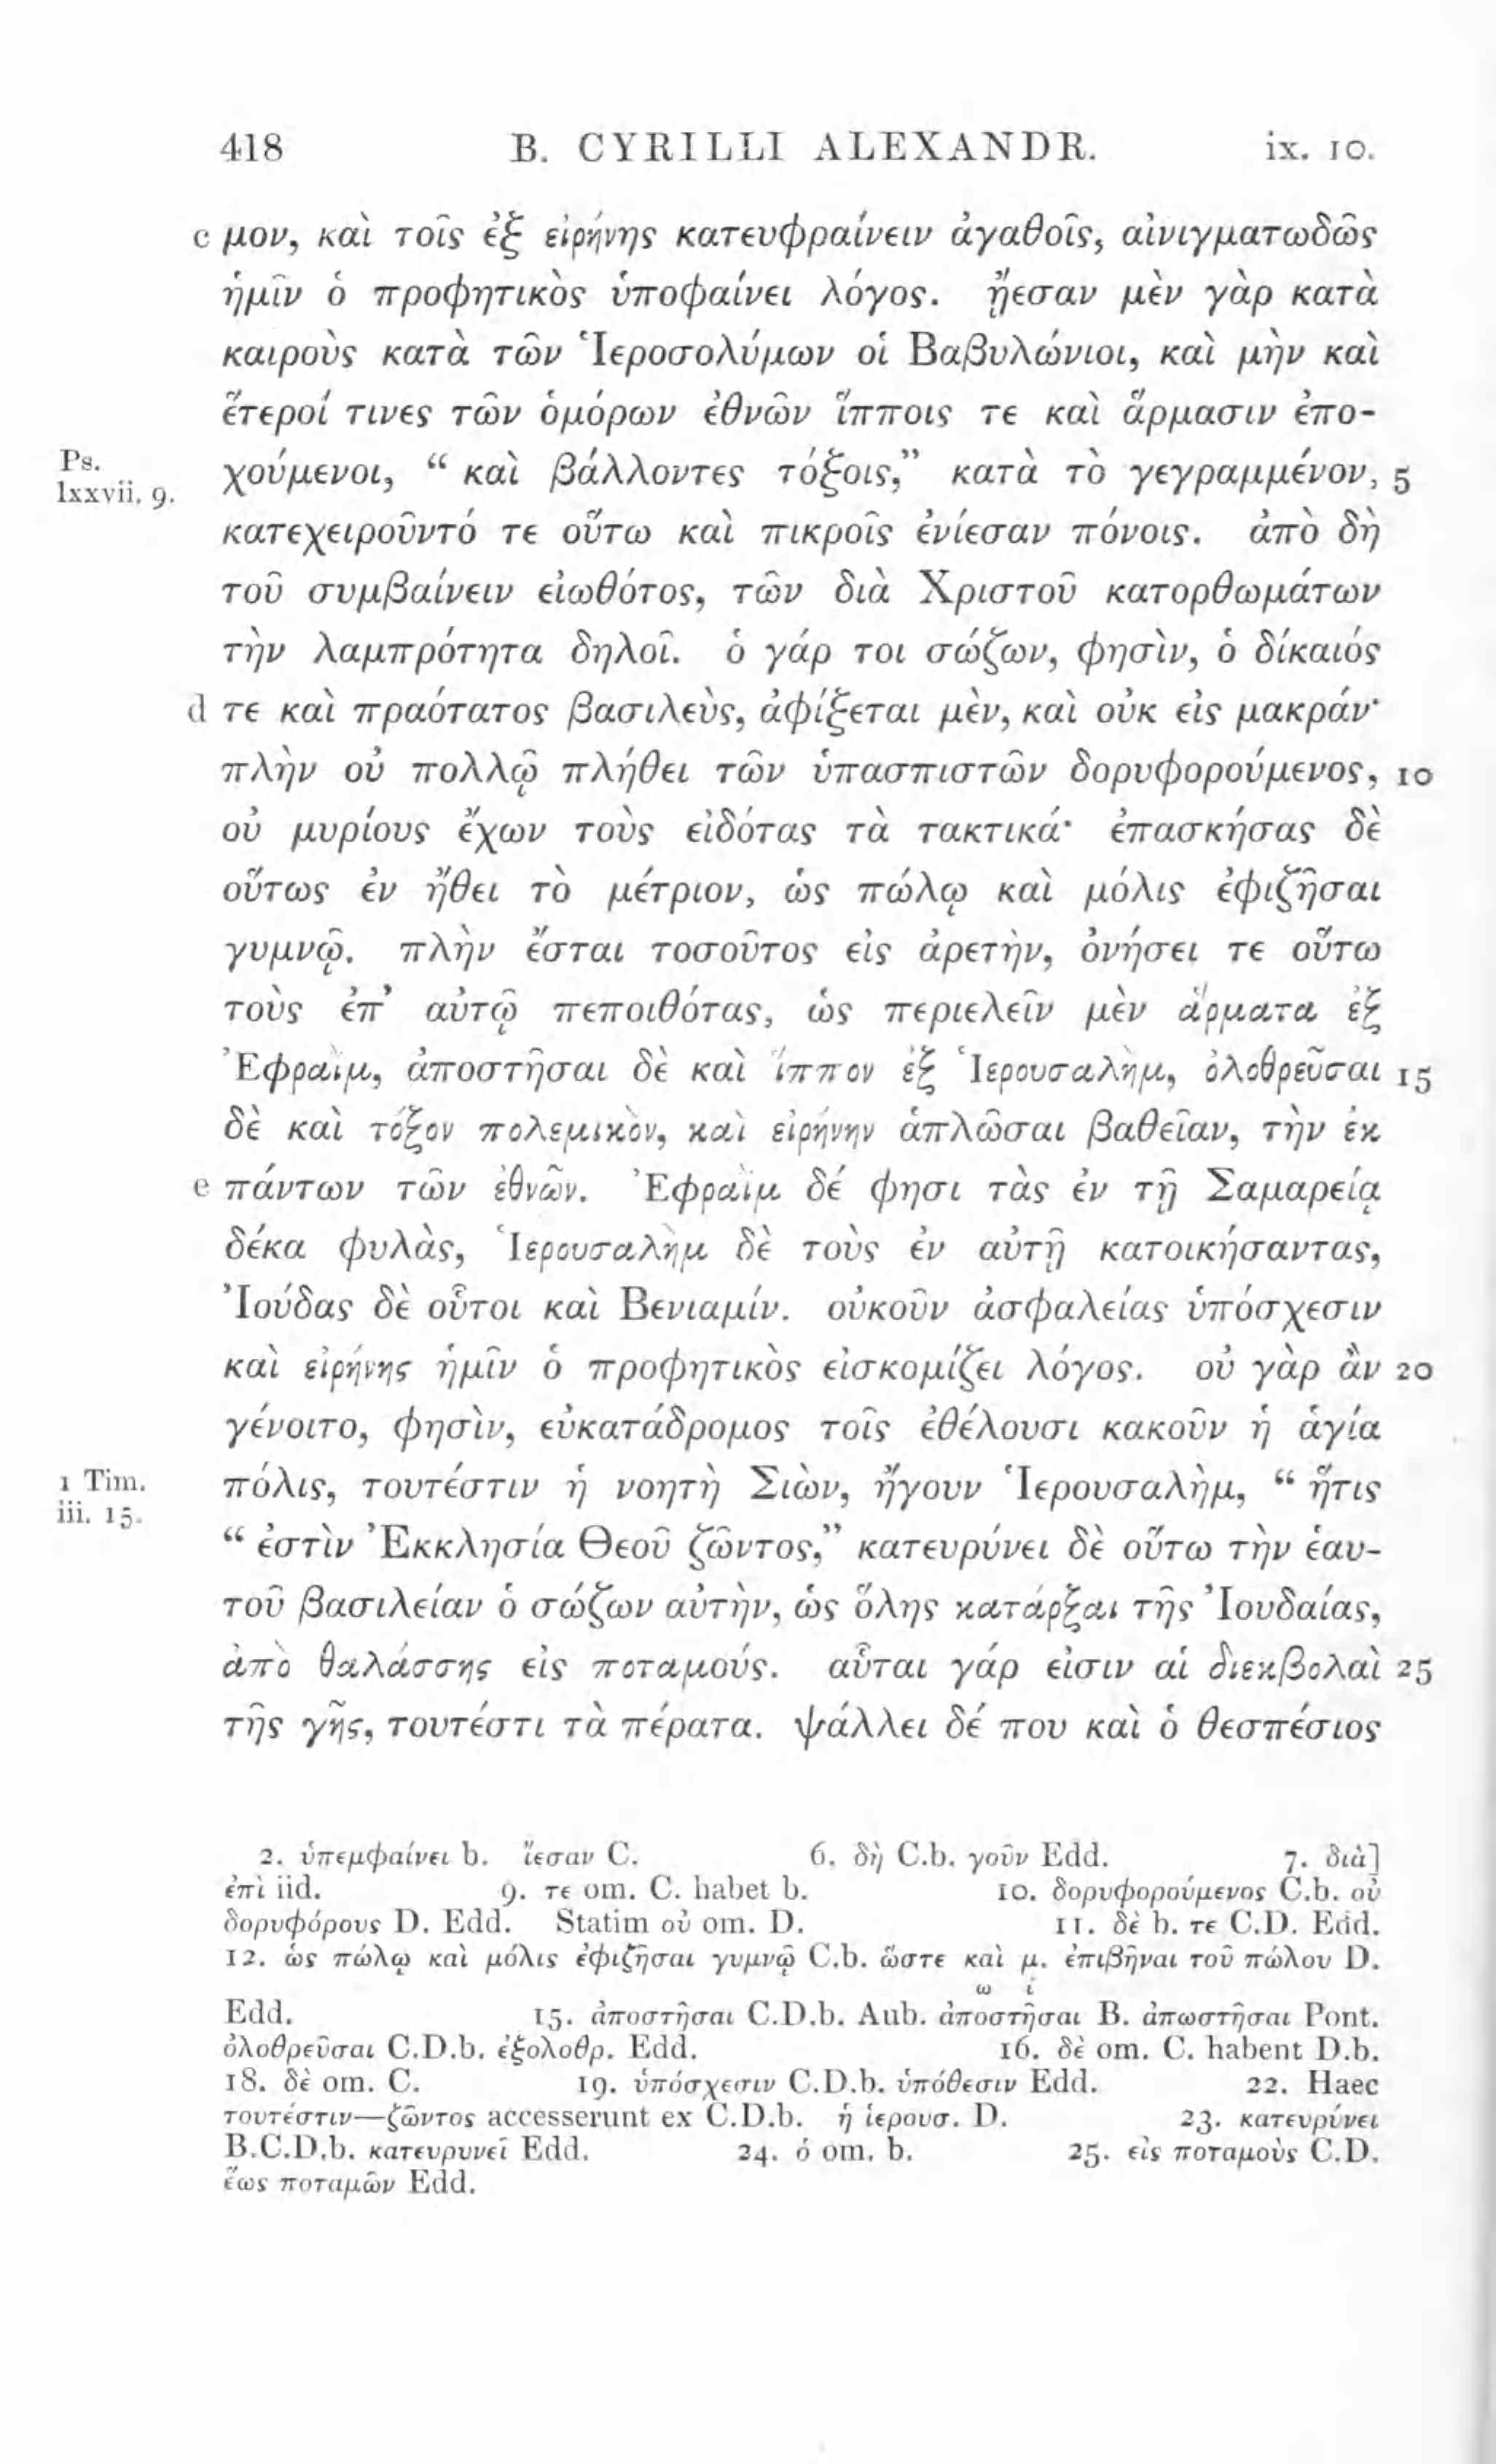 418 B. CYRILLI ALEXANDR. ix. 10.
c μον, καὶ τοῖς ἐξ εἰρήνης κατευφραίνειν ἀγαθοῖς, αἰνιγματωδῶς
ἡμῖν ὁ προφητικὸς ὑποφαίνει λόγος. ᾔεσαν μὲν γὰρ κατὰ
καιροὺς κατὰ τῶν Ἱεροσολύμων οἱ Βαβυλώνιοι, καὶ μὴν καὶ
ἕτεροί τινες τῶν ὁμόρων ἐθνῶν ἵπποις τε καὶ ἅρμασιν ἐπο-
Ps. lxxvii. 9. χούμενοι, “ καὶ βάλλοντες τόξοις,” κατὰ τὸ γεγραμμένον, 5
κατεχειροῦντό τε οὕτω καὶ πικροῖς ἐνίεσαν πόνοις. ἀπὸ δὴ
τοῦ συμβαίνειν εἰωθότος, τῶν διὰ Χριστοῦ κατορθωμάτων
τὴν λαμπρότητα δηλοῖ. ὁ γάρ τοι σώζων, φησὶν, ὁ δίκαιός
d τε καὶ πραότατος βασιλεὺς, ἀφίξεται μὲν, καὶ οὐκ εἰς μακράν·
πλὴν οὐ πολλῷ πλήθει τῶν ὑπασπιστῶν δορυφορούμενος, 10
οὐ μυρίους ἔχων τοὺς εἰδότας τὰ τακτικά· ἐπασκήσας δὲ
οὕτως ἐν ἤθει τὸ μέτριον, ὡς πώλῳ καὶ μόλις ἐφιζῆσαι
γυμνῷ. πλὴν ἔσται τοσοῦτος εἰς ἀρετὴν, ὀνήσει τε οὕτω
τοὺς ἐπ’ αὐτῷ πεποιθότας, ὡς περιελεῖν μὲν ἅρματα ἐξ
Ἐφραὶμ, ἀποστῆσαι δὲ καὶ ἵππον ἐξ Ἱερουσαλὴμ, ὀλοθρεῦσαι 15
δὲ καὶ τόξον πολεμικὸν, καὶ εἰρήνην ἁπλῶσαι βαθεῖαν, τὴν ἐκ
e πάντων τῶν ἐθνῶν. Ἐφραὶμ δέ φησι τὰς ἐν τῇ Σαμαρείᾳ
δέκα φυλὰς, Ἱερουσαλὴμ δὲ τοὺς ἐν αὐτῇ κατοικήσαντας,
Ἰούδας δὲ οὗτοι καὶ Βενιαμίν. οὐκοῦν ἀσφαλείας ὑπόσχεσιν
καὶ εἰρήνης ἡμῖν ὁ προφητικὸς εἰσκομίζει λόγος. οὐ γὰρ ἂν 20
γένοιτο, φησὶν, εὐκατάδρομος τοῖς ἐθέλουσι κακοῦν ἡ ἁγία
1 Tim. iii. 15. πόλις, τουτέστιν ἡ νοητὴ Σιὼν, ἤγουν Ἱερουσαλὴμ, “ ἥτις
“ ἐστὶν Ἐκκλησία Θεοῦ ζῶντος,” κατευρύνει δὲ οὕτω τὴν ἑαυ-
τοῦ βασιλείαν ὁ σώζων αὐτὴν, ὡς ὅλης κατάρξαι τῆς Ἰουδαίας,
ἀπὸ θαλάσσης εἰς ποταμούς. αὗται γάρ εἰσιν αἱ διεκβολαὶ 25
τῆς γῆς, τουτέστι τὰ πέρατα. ψάλλει δέ που καὶ ὁ θεσπέσιος
2. ὑπεμφαίνει b. ἵεσαν C. 6. δὴ C.b. γοῦν Edd. 7. διὰ]
ἐπὶ iid. 9. τε om. C. habet b. 10. δορυφορούμενος C.b. οὐ
δορυφόρους D. Edd. Statim οὐ om. D. 11. δὲ b. τε C.D. Edd.
12. ὡς πώλῳ καὶ μόλις ἐφιζῆσαι γυμνῷ C.b. ὥστε καὶ μ. ἐπιβῆναι τοῦ πώλου D.
ω ί
Edd. 15. ἀποστῆσαι C.D.b. Aub. ἀποστῆσαι B. ἀπωστῆσαι Pont.
ὀλοθρεῦσαι C.D.b. ἐξολοθρ. Edd. 16. δὲ om. C. habent D.b.
18. δὲ om. C. 19. ὑπόσχεσιν C.D.b. ὑπόθεσιν Edd. 22. Haec
τουτέστιν—ζῶντος accesserunt ex C.D.b. ἡ ἱερουσ. D. 23. κατευρύνει
B.C.D.b. κατευρυνεῖ Edd. 24. ὁ om. b. 25. εἰς ποταμοὺς C.D.
ἕως ποταμῶν Edd.